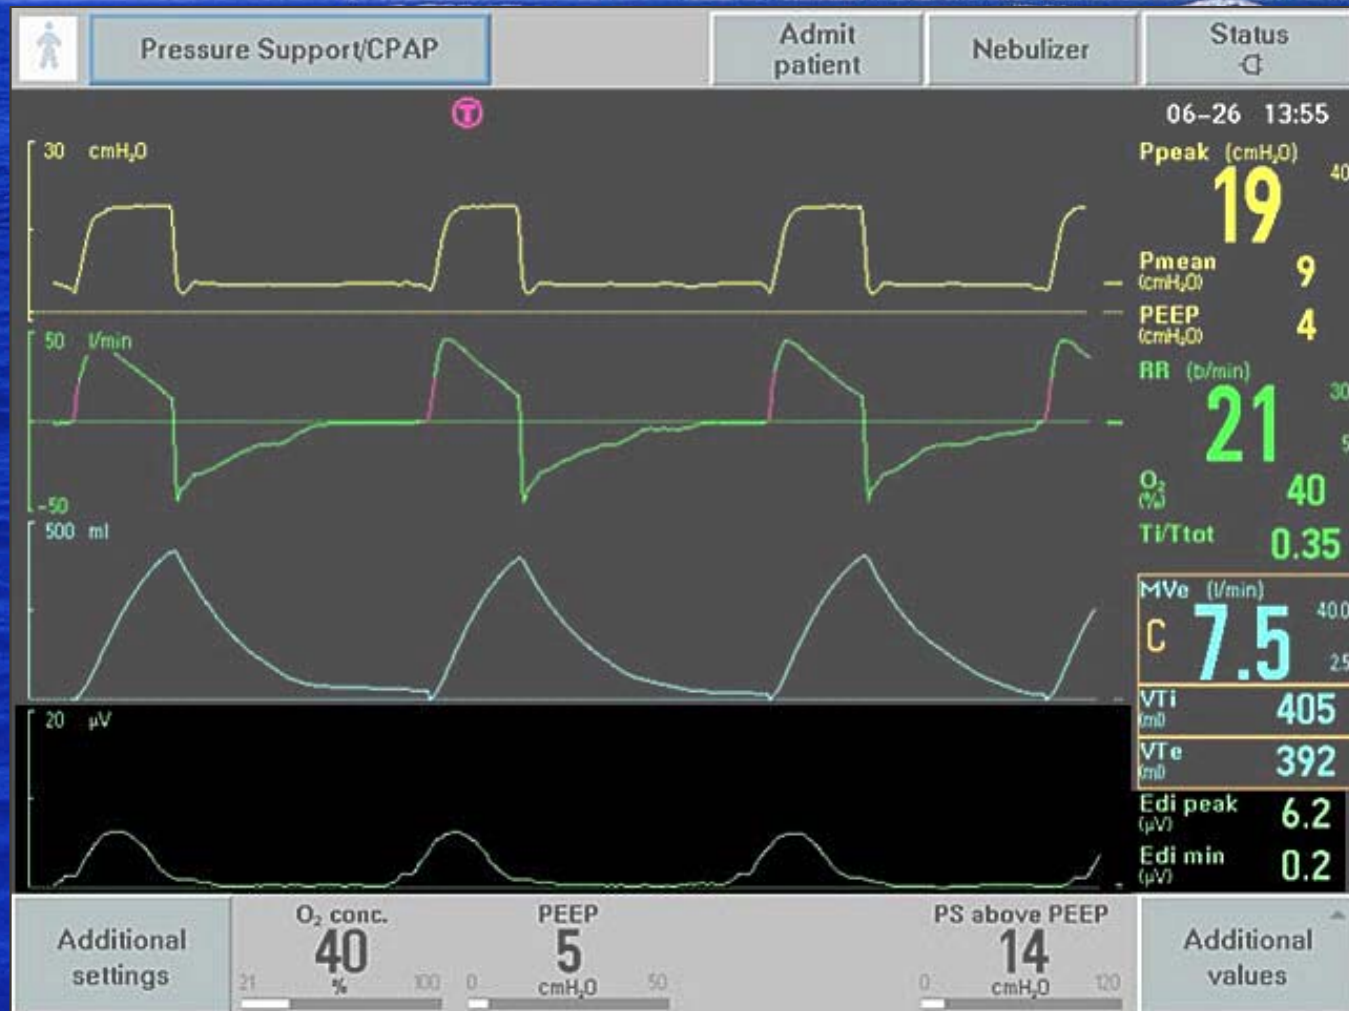 Pressure Support/CPAP
Admit
patient
Nebulizer
Status
T
06-26 13:55
30 cmH₂O
Ppeak (cmH₂O)
40
19
Pmean
(cmH₂O)
9
PEEP
(cmH₂O)
4
50 l/min
RR (b/min)
30
21
5
O₂
(%)
40
-50
500 ml
Ti/Ttot
0.35
MVe (l/min)
40.0
C 7.5
2.5
VTi
(ml)
405
20 µV
VTe
(ml)
392
Edi peak
(µV)
6.2
Edi min
(µV)
0.2
Additional
settings
O₂ conc.
40
21 % 100
PEEP
5
0 cmH₂O 50
PS above PEEP
14
0 cmH₂O 120
Additional
values